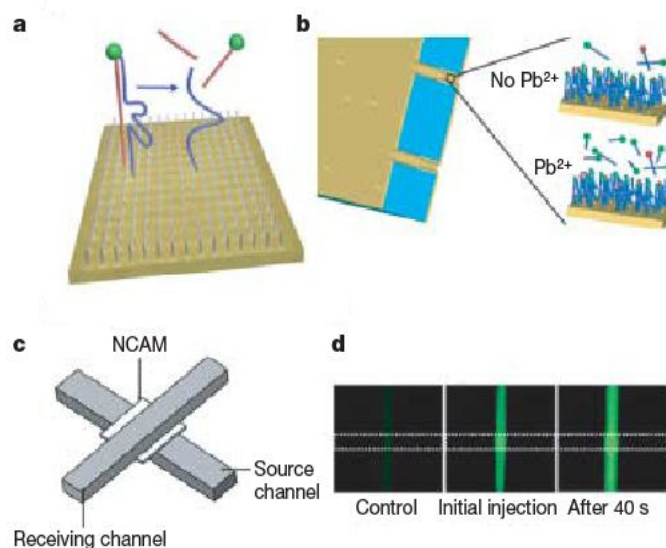 a
b
No Pb²⁺
Pb²⁺
c
NCAM
Source
channel
Receiving channel
d
Control
Initial injection
After 40 s